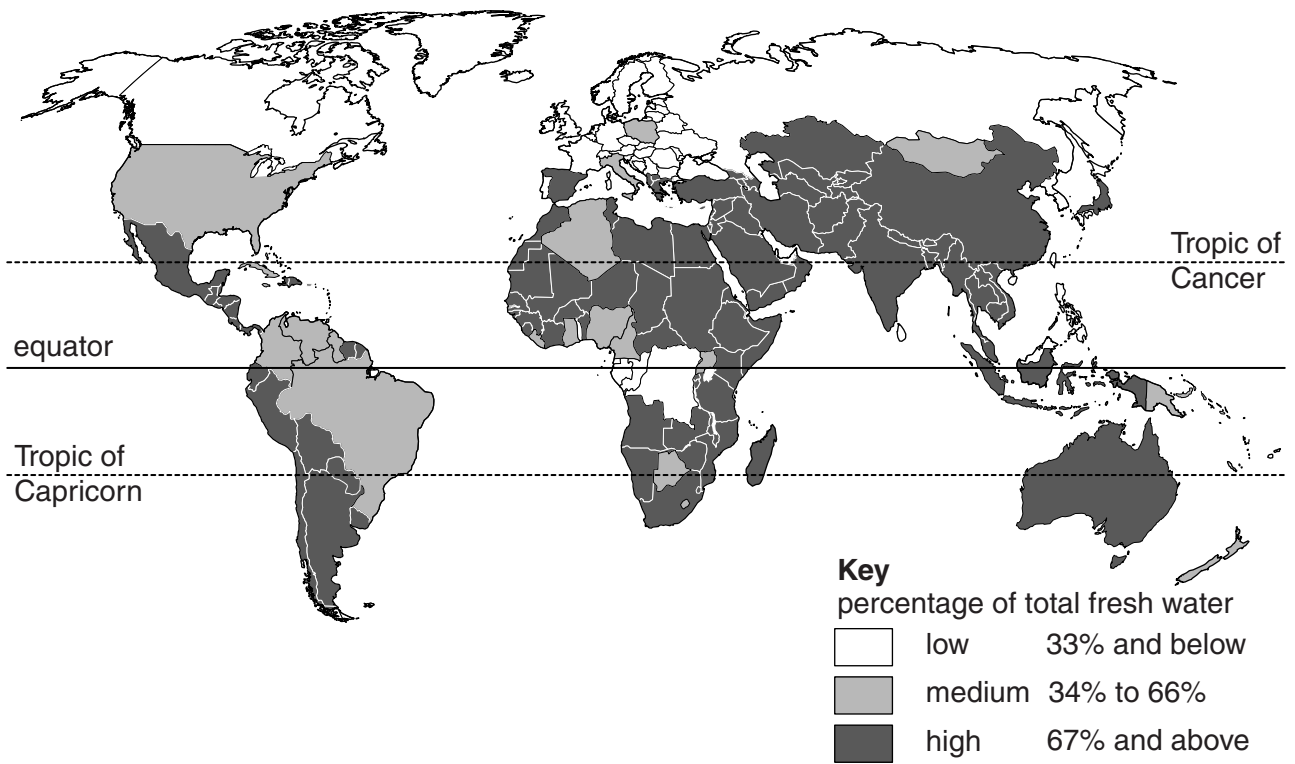 Tropic of
Cancer
equator
Tropic of
Capricorn
Key
percentage of total fresh water
low 33% and below
medium 34% to 66%
high 67% and above